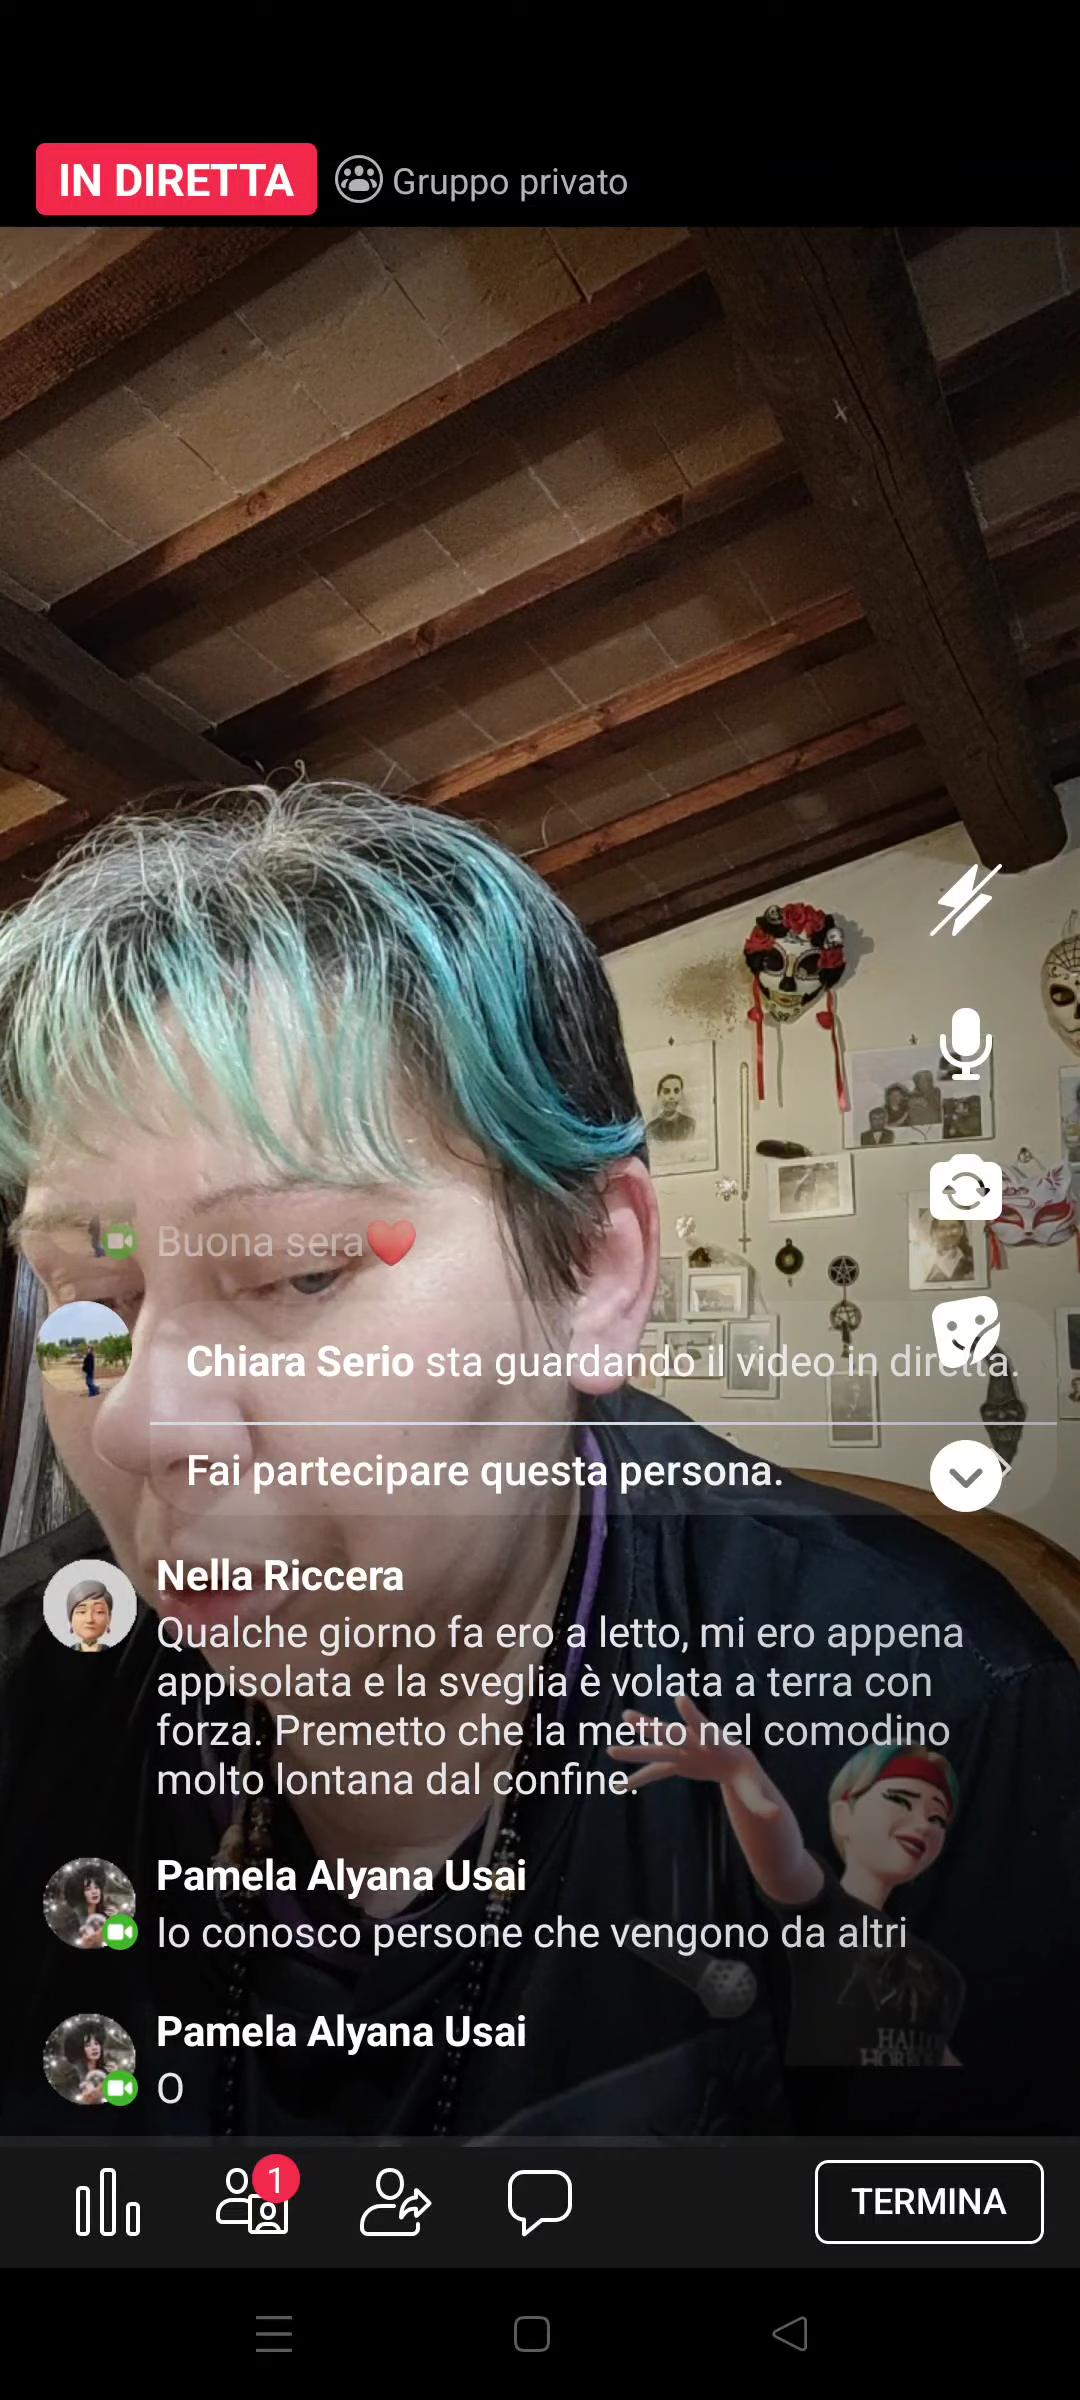 IN DIRETTA
Gruppo privato
Buona sera❤️
Chiara Serio sta guardando il video in diretta.
Fai partecipare questa persona.
Nella Riccera
Qualche giorno fa ero a letto, mi ero appena
appisolata e la sveglia è volata a terra con
forza. Premetto che la metto nel comodino
molto lontana dal confine.
Pamela Alyana Usai
Io conosco persone che vengono da altri
Pamela Alyana Usai
O
1
TERMINA